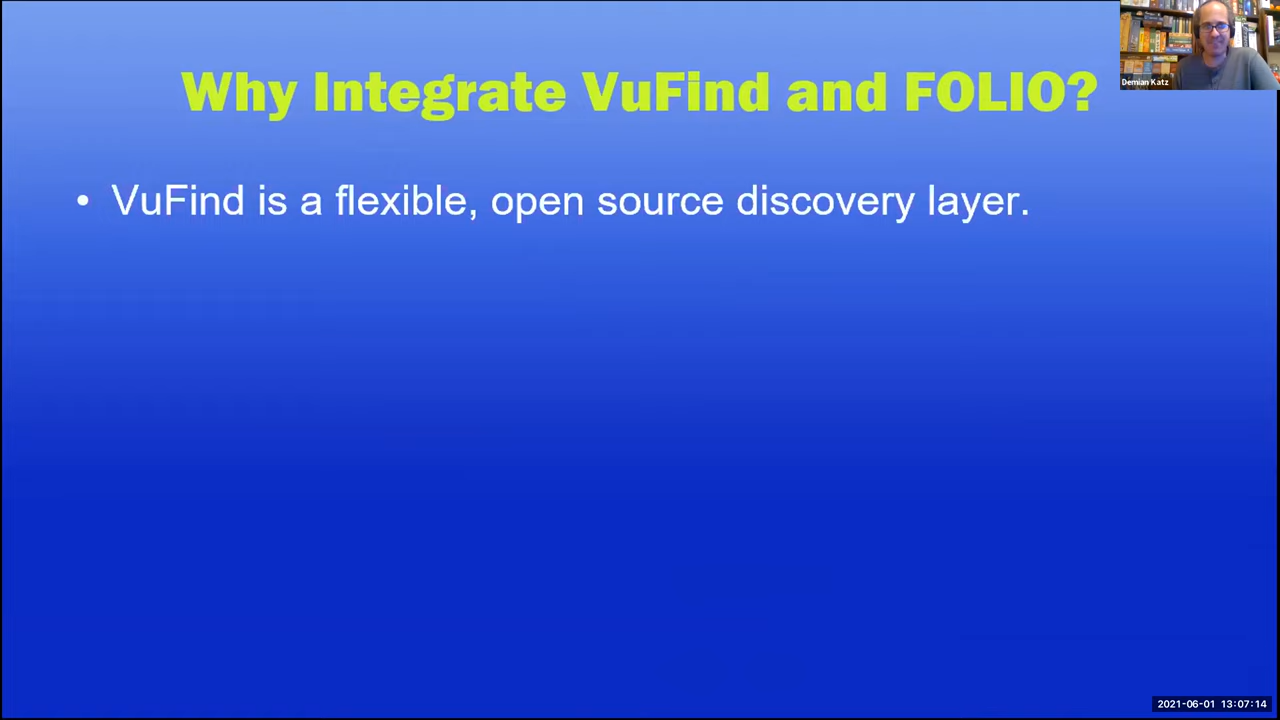 Why Integrate VuFind and FOLIO?
Demian Katz
• VuFind is a flexible, open source discovery layer.
2021-06-01 13:07:14